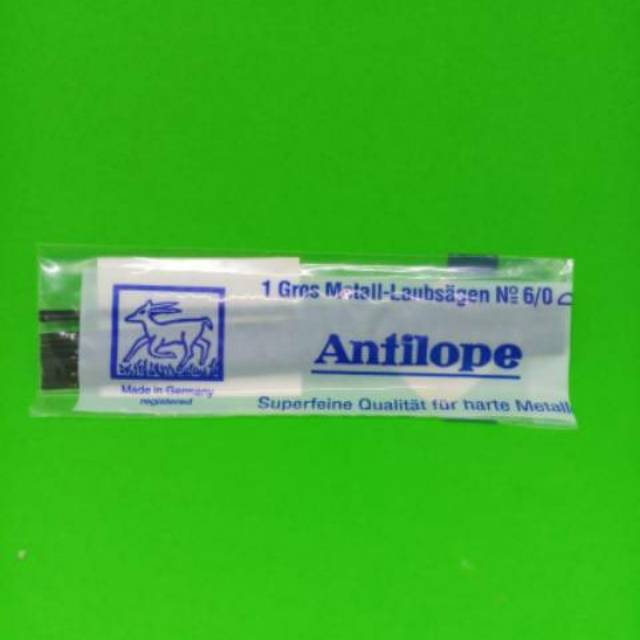 1 Gros Metall-Laubsägen Nº 6/0
Antilope
Made in Germany
registered
Superfeine Qualität für harte Metall